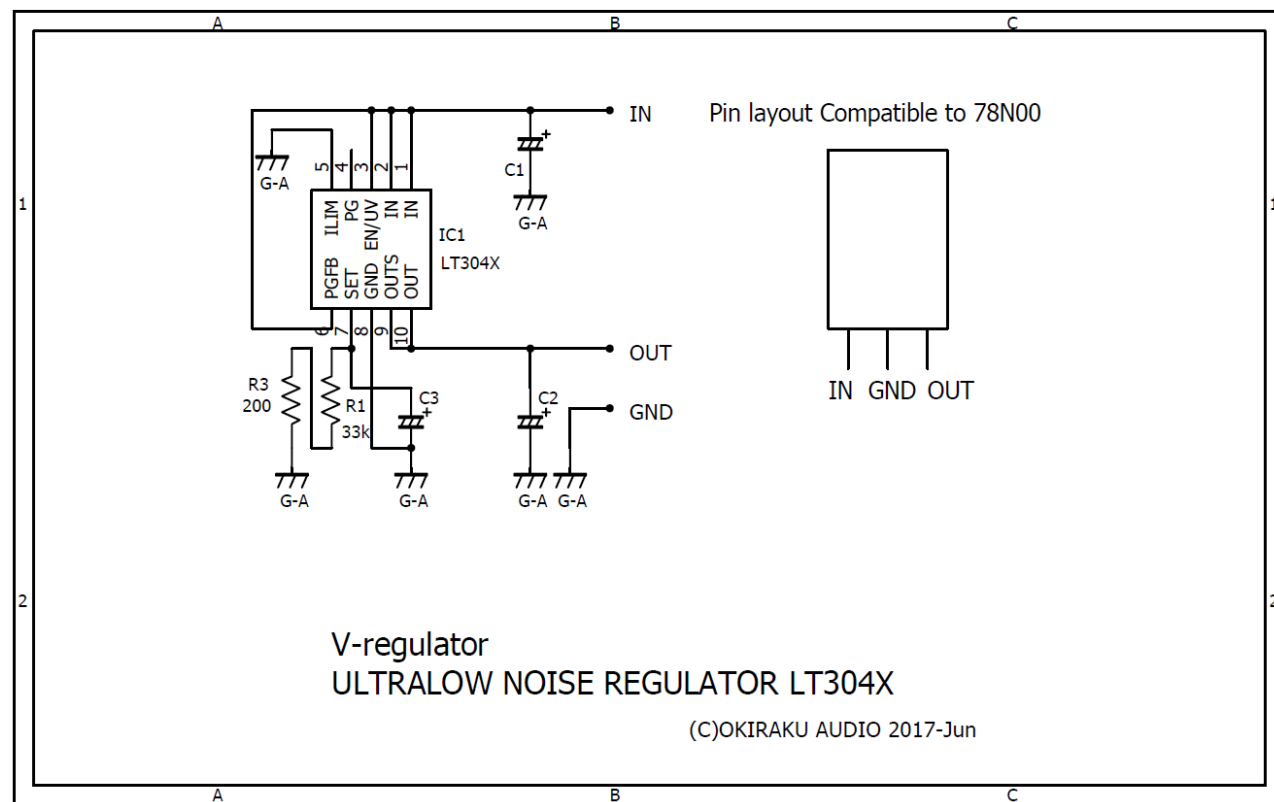 A B C
IN Pin layout Compatible to 78N00
5 4 3 2 1
C1
G-A
G-A
1 1
ILIM PG EN/UV IN IN
IC1
LT304X
PGFB SET GND OUTS OUT
6 7 8 9 10
OUT
IN GND OUT
R3
200
R1
33k
C3
C2
GND
G-A G-A G-A G-A
2 2
V-regulator
ULTRALOW NOISE REGULATOR LT304X
(C)OKIRAKU AUDIO 2017-Jun
A B C